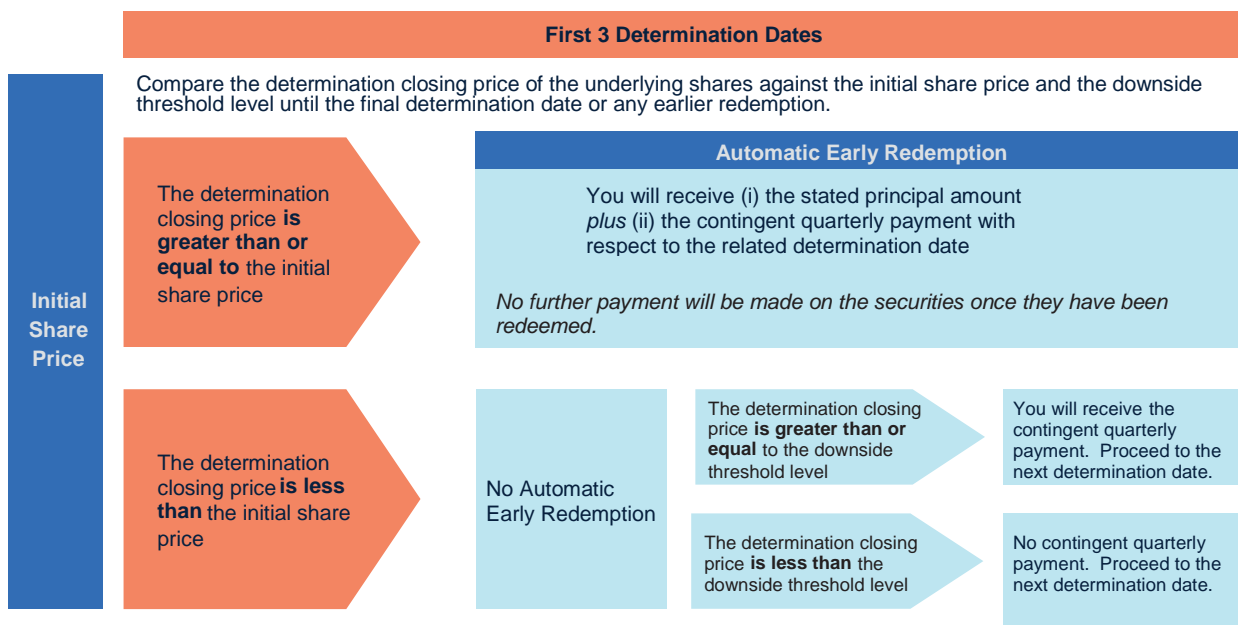 First 3 Determination Dates
Compare the determination closing price of the underlying shares against the initial share price and the downside
threshold level until the final determination date or any earlier redemption.
Initial
Share
Price
The determination
closing price is
greater than or
equal to the initial
share price
Automatic Early Redemption
You will receive (i) the stated principal amount
plus (ii) the contingent quarterly payment with
respect to the related determination date
No further payment will be made on the securities once they have been
redeemed.
The determination
closing price is less
than the initial share
price
No Automatic
Early Redemption
The determination closing
price is greater than or
equal to the downside
threshold level
You will receive the
contingent quarterly
payment. Proceed to the
next determination date.
The determination closing
price is less than the
downside threshold level
No contingent quarterly
payment. Proceed to the
next determination date.